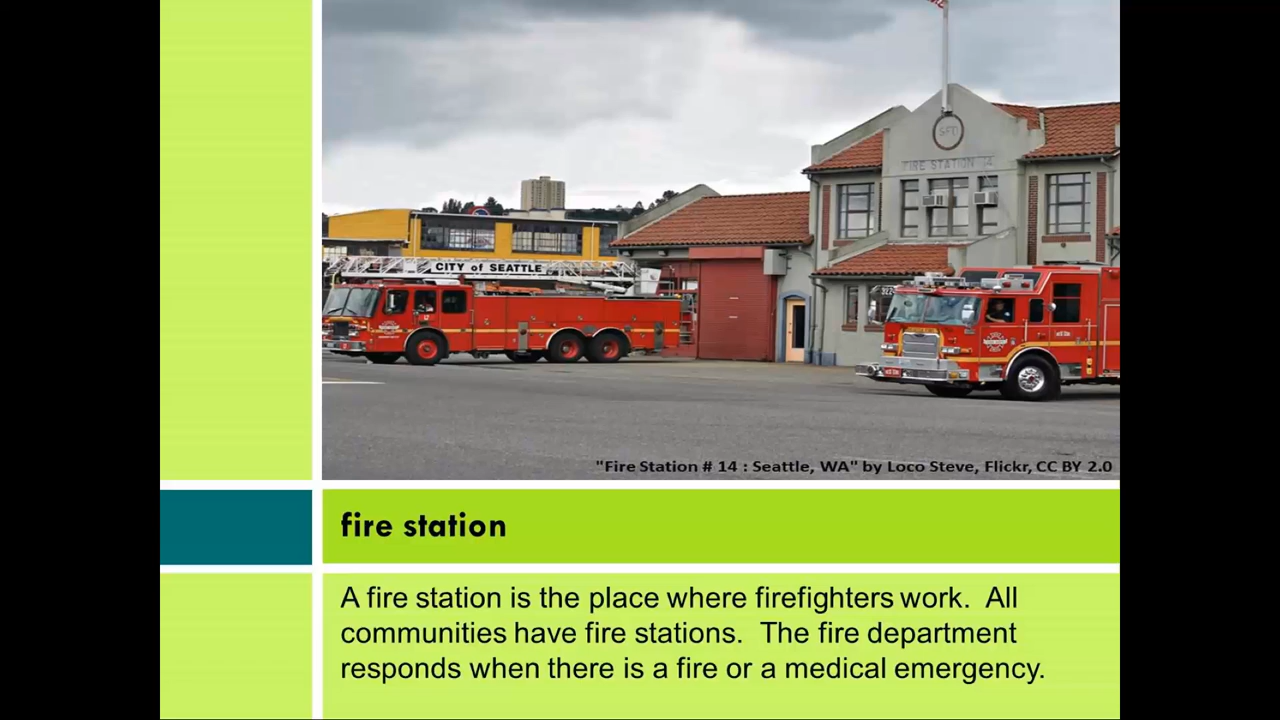 SFD
FIRE STATION 14
CITY of SEATTLE
"Fire Station # 14 : Seattle, WA" by Loco Steve, Flickr, CC BY 2.0
fire station
A fire station is the place where firefighters work. All
communities have fire stations. The fire department
responds when there is a fire or a medical emergency.